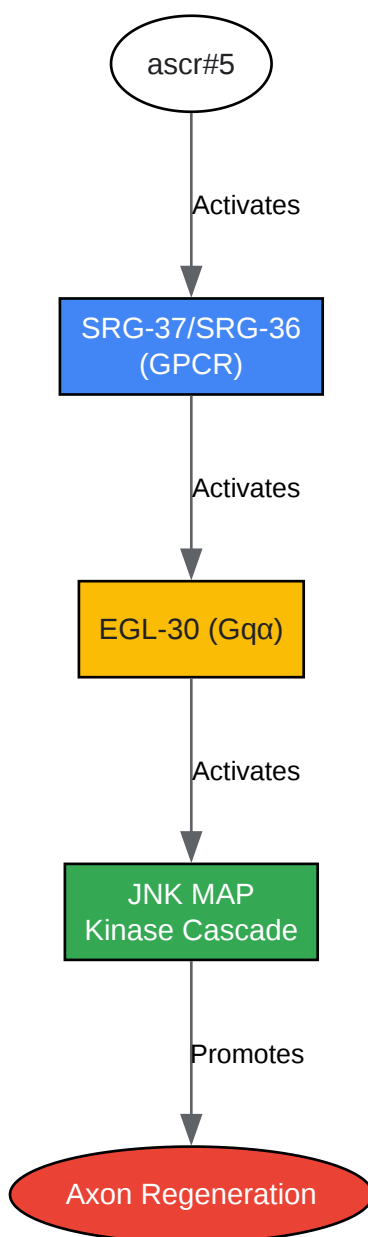 ascr#5
Activates
SRG-37/SRG-36
(GPCR)
Activates
EGL-30 (Gqα)
Activates
JNK MAP
Kinase Cascade
Promotes
Axon Regeneration